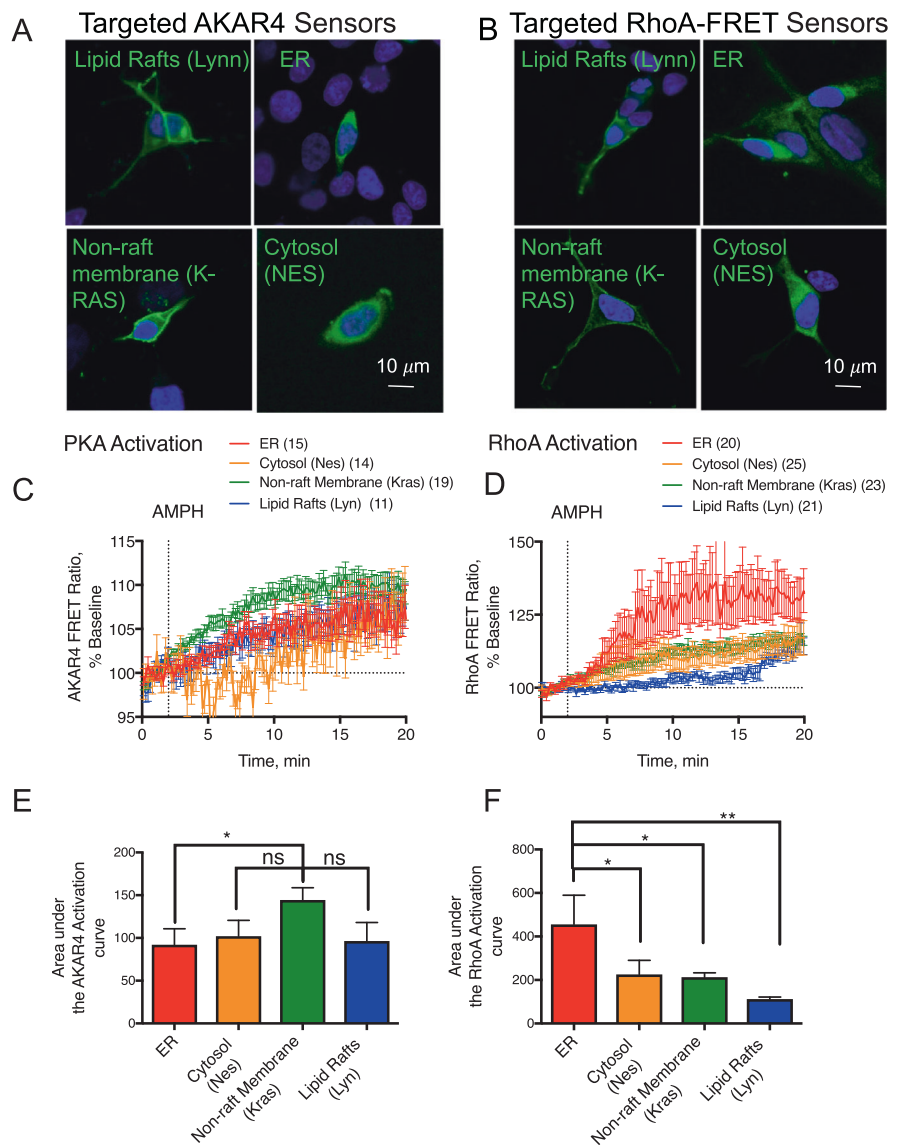 A
Targeted AKAR4 Sensors
Lipid Rafts (Lynn)
ER
Non-raft
membrane (K-
RAS)
Cytosol
(NES)
10 μm
B
Targeted RhoA-FRET Sensors
Lipid Rafts (Lynn)
ER
Non-raft
membrane (K-
RAS)
Cytosol
(NES)
10 μm
PKA Activation
ER (15)
Cytosol (Nes) (14)
Non-raft Membrane (Kras) (19)
Lipid Rafts (Lyn) (11)
C
AMPH
AKAR4 FRET Ratio,
% Baseline
115
110
105
100
95
0
5
10
15
20
Time, min
RhoA Activation
ER (20)
Cytosol (Nes) (25)
Non-raft Membrane (Kras) (23)
Lipid Rafts (Lyn) (21)
D
AMPH
RhoA FRET Ratio,
% Baseline
150
125
100
0
5
10
15
20
Time, min
E
Area under
the AKAR4 Activation
curve
200
150
100
50
0
*
ns
ns
ER
Cytosol
(Nes)
Non-raft Membrane
(Kras)
Lipid Rafts
(Lyn)
F
Area under
the RhoA Activation
curve
800
600
400
200
0
**
*
*
ER
Cytosol
(Nes)
Non-raft Membrane
(Kras)
Lipid Rafts
(Lyn)